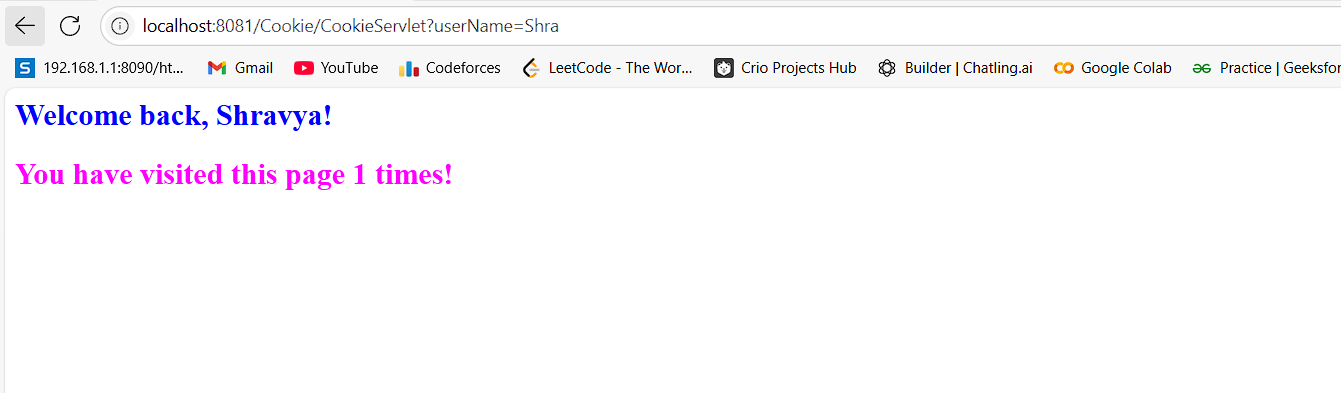 localhost:8081/Cookie/CookieServlet?userName=Shra
192.168.1.1:8090/ht... Gmail YouTube Codeforces LeetCode - The Wor... Crio Projects Hub Builder | Chatling.ai Google Colab Practice | Geeksfor
Welcome back, Shravya!
You have visited this page 1 times!